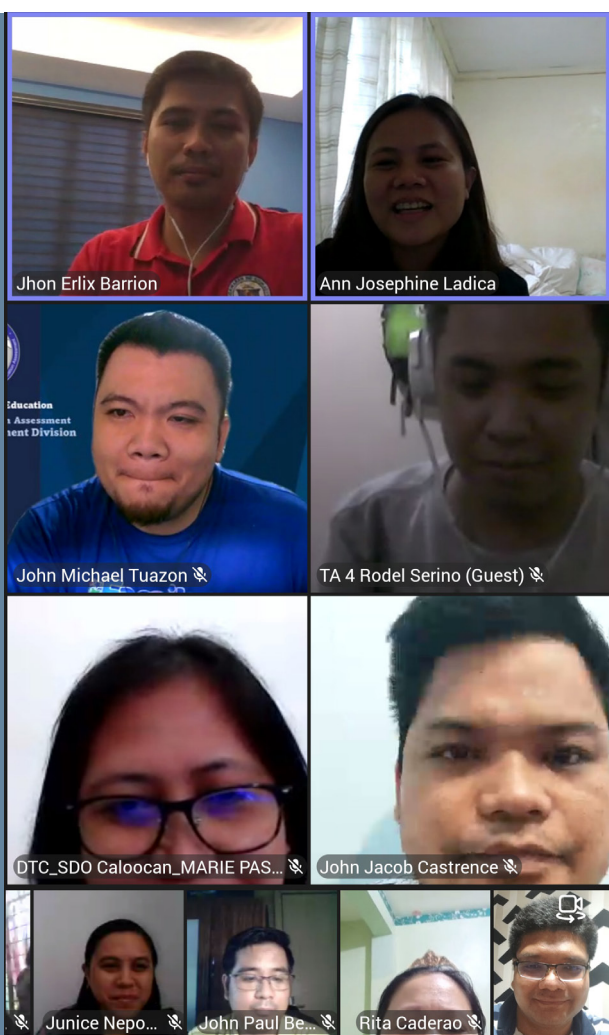 Jhon Erlix Barrion
Ann Josephine Ladica
Education
Assessment
ment Division
John Michael Tuazon
TA 4 Rodel Serino (Guest)
DTC_SDO Caloocan_MARIE PAS...
John Jacob Castrence
Junice Nepo...
John Paul Be...
Rita Caderao